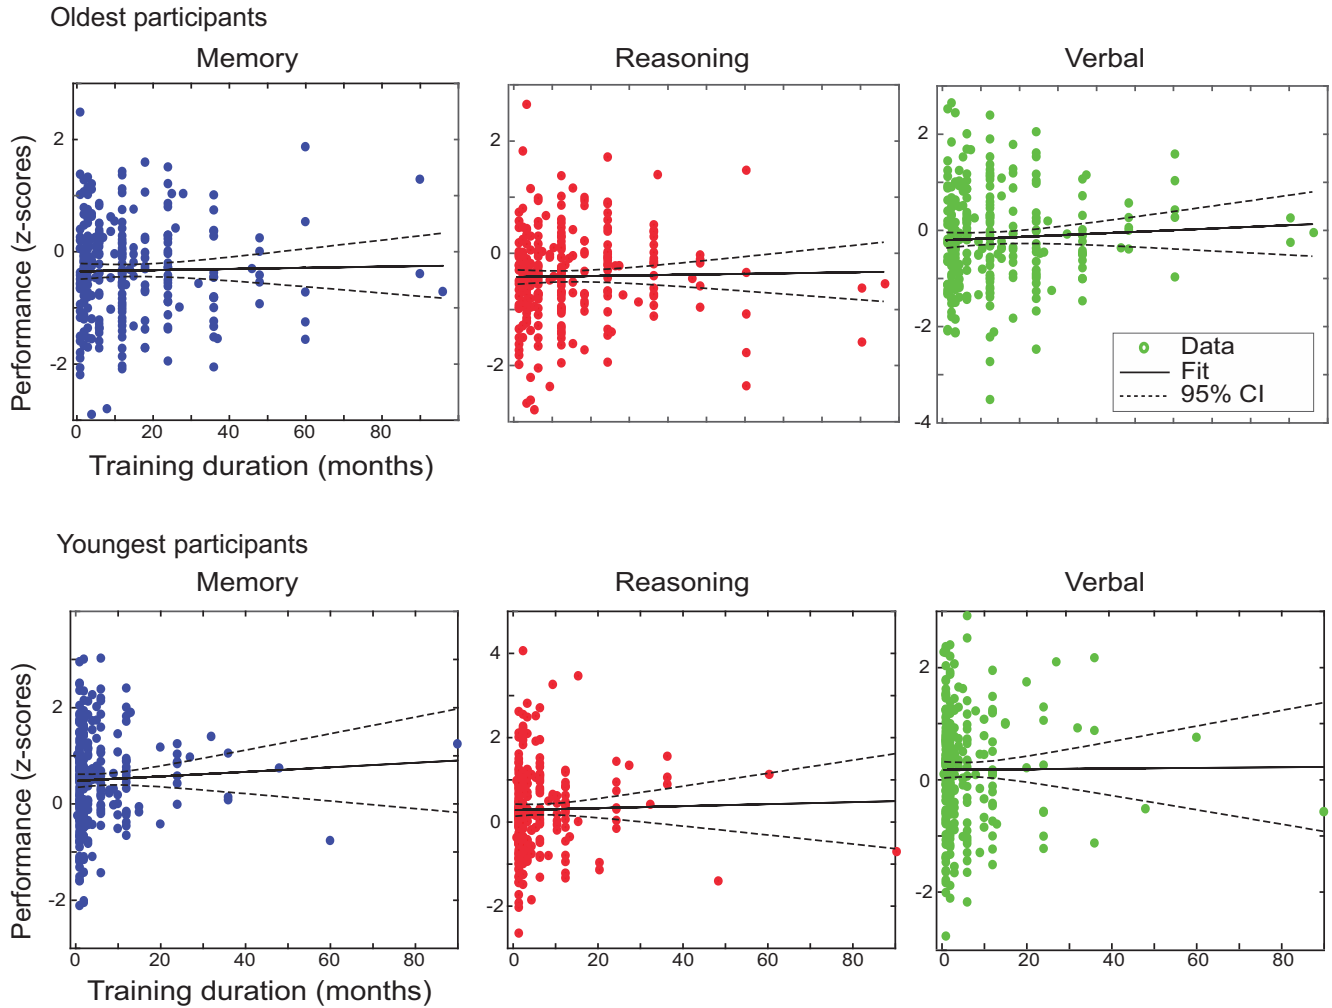 Oldest participants
Memory
Reasoning
Verbal
Performance (z-scores)
2
0
-2
0
20
40
60
80
Training duration (months)
2
0
-2
4
2
0
-2
-4
Data
Fit
95% CI
Youngest participants
Memory
Reasoning
Verbal
Performance (z-scores)
2
0
-2
0
20
40
60
80
Training duration (months)
4
2
0
-2
0
20
40
60
80
2
0
-2
0
20
40
60
80